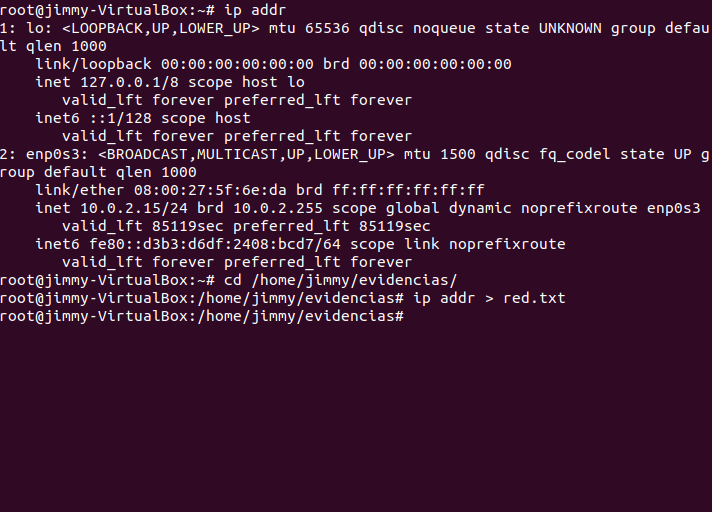 root@jimmy-VirtualBox:~# ip addr
1: lo: <LOOPBACK,UP,LOWER_UP> mtu 65536 qdisc noqueue state UNKNOWN group defau
lt qlen 1000
    link/loopback 00:00:00:00:00:00 brd 00:00:00:00:00:00
    inet 127.0.0.1/8 scope host lo
       valid_lft forever preferred_lft forever
    inet6 ::1/128 scope host
       valid_lft forever preferred_lft forever
2: enp0s3: <BROADCAST,MULTICAST,UP,LOWER_UP> mtu 1500 qdisc fq_codel state UP g
roup default qlen 1000
    link/ether 08:00:27:5f:6e:da brd ff:ff:ff:ff:ff:ff
    inet 10.0.2.15/24 brd 10.0.2.255 scope global dynamic noprefixroute enp0s3
       valid_lft 85119sec preferred_lft 85119sec
    inet6 fe80::d3b3:d6df:2408:bcd7/64 scope link noprefixroute
       valid_lft forever preferred_lft forever
root@jimmy-VirtualBox:~# cd /home/jimmy/evidencias/
root@jimmy-VirtualBox:/home/jimmy/evidencias# ip addr > red.txt
root@jimmy-VirtualBox:/home/jimmy/evidencias#